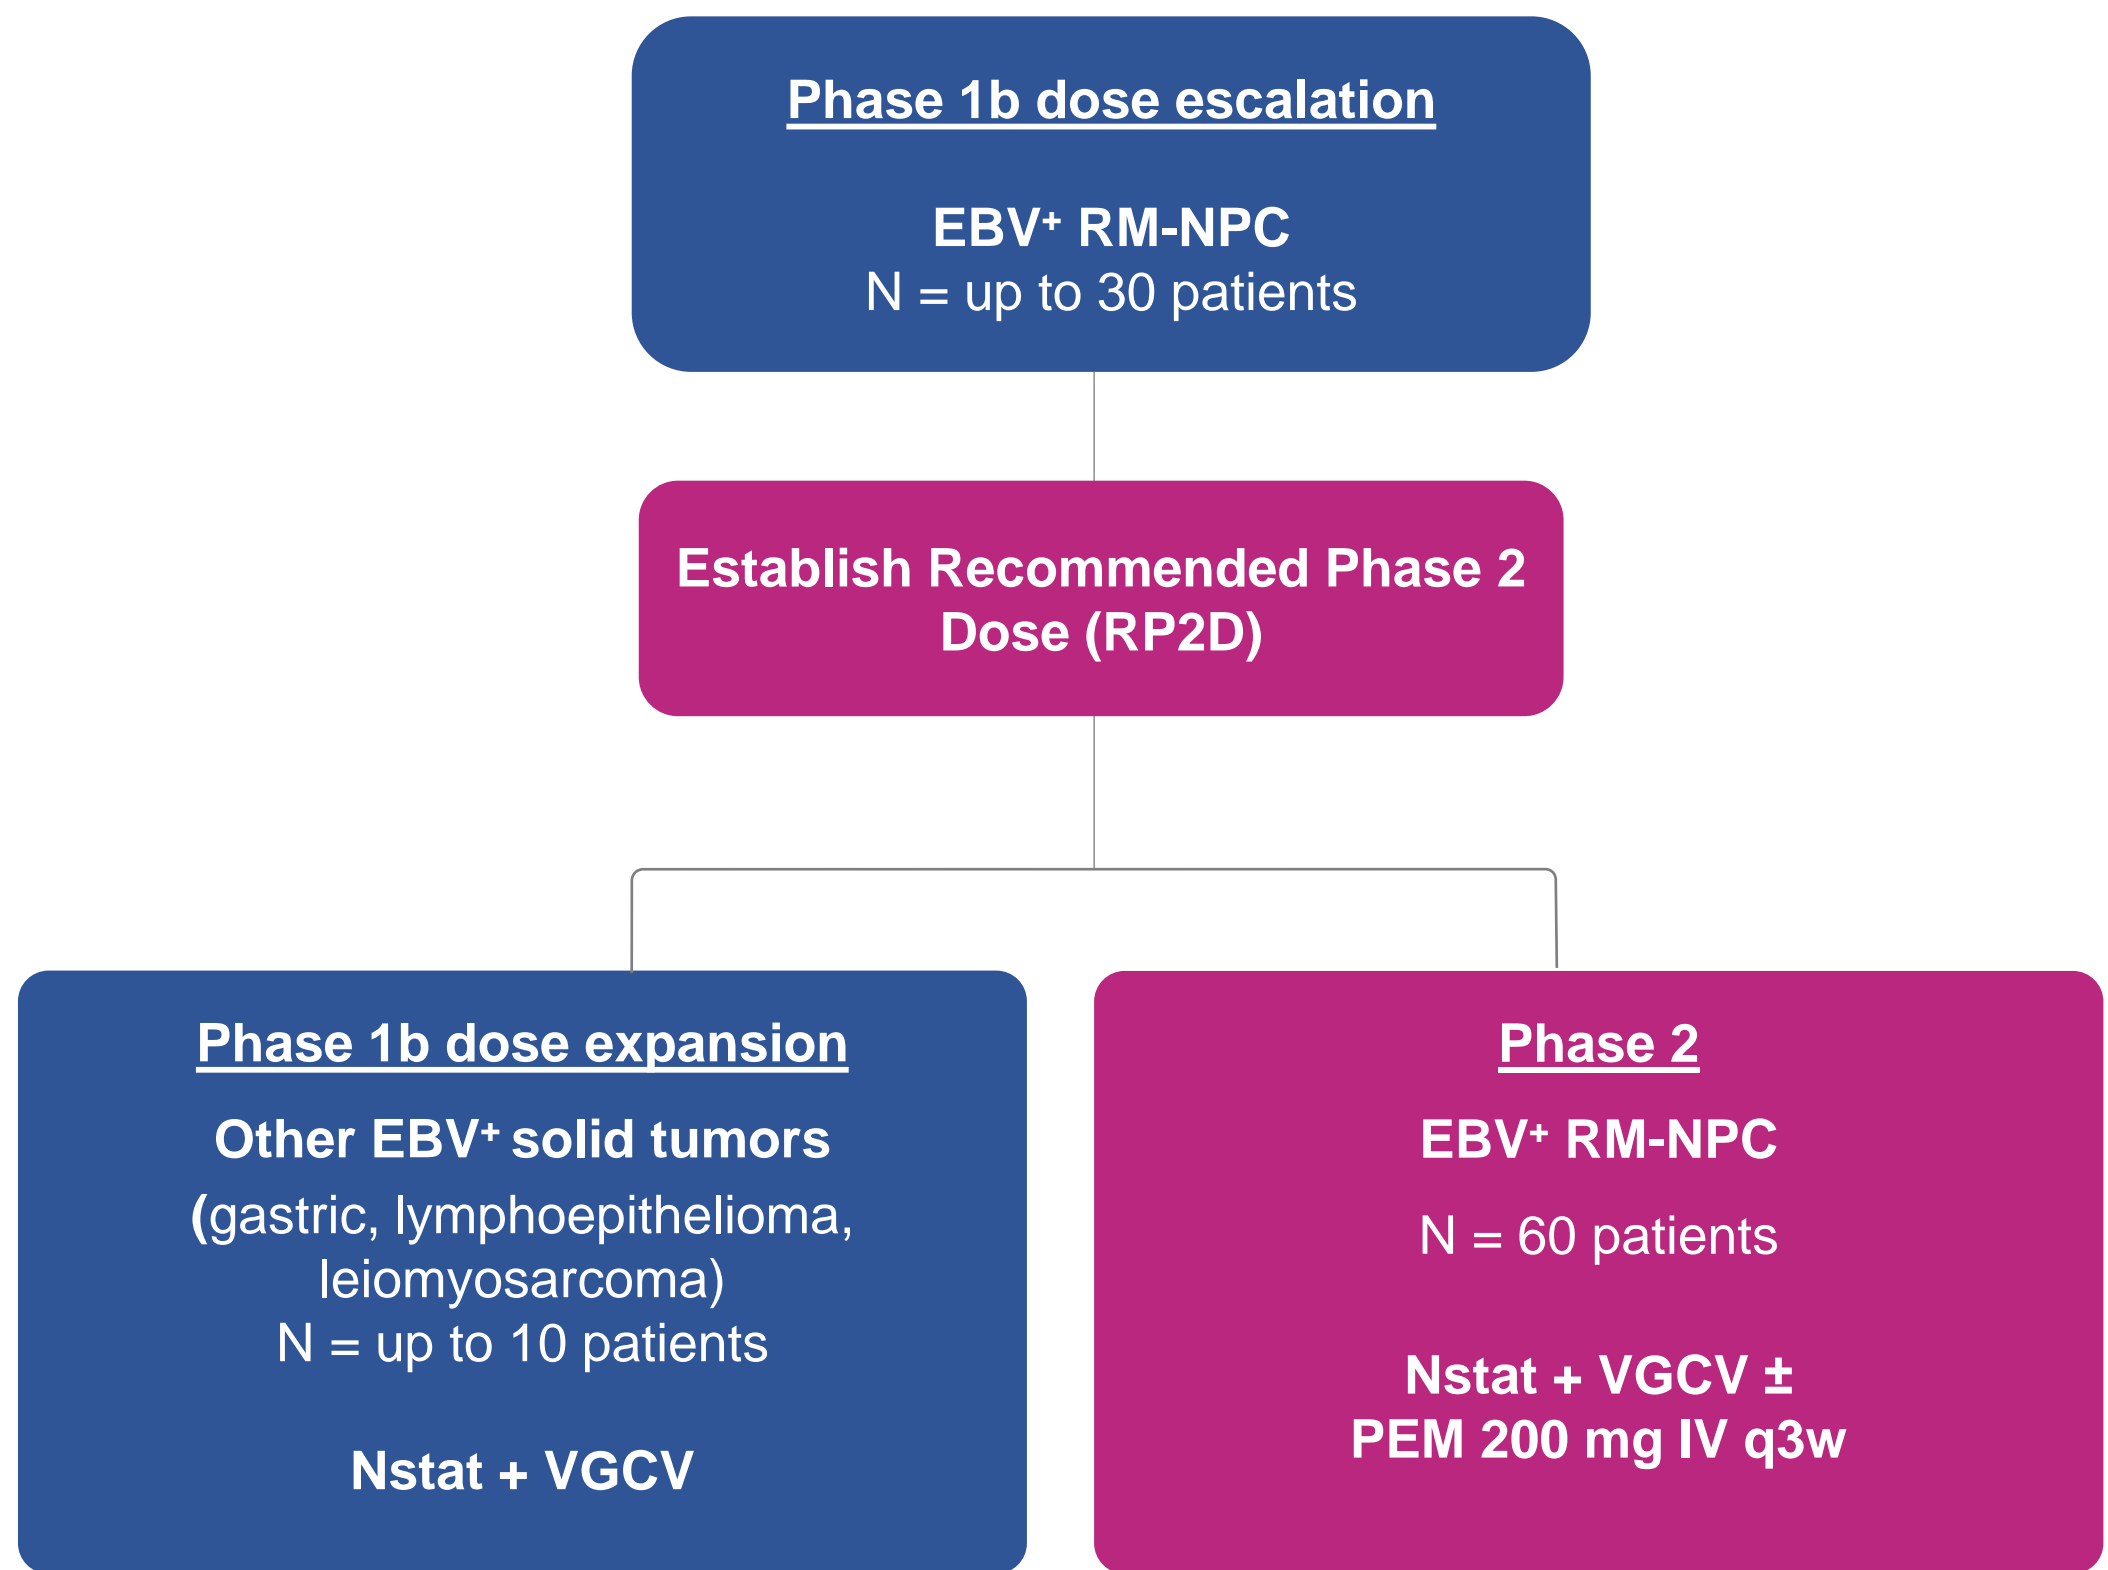 Phase 1b dose escalation
EBV⁺ RM-NPC
N = up to 30 patients
Establish Recommended Phase 2
Dose (RP2D)
Phase 1b dose expansion
Other EBV⁺ solid tumors
(gastric, lymphoepithelioma,
leiomyosarcoma)
N = up to 10 patients
Nstat + VGCV
Phase 2
EBV⁺ RM-NPC
N = 60 patients
Nstat + VGCV ±
PEM 200 mg IV q3w